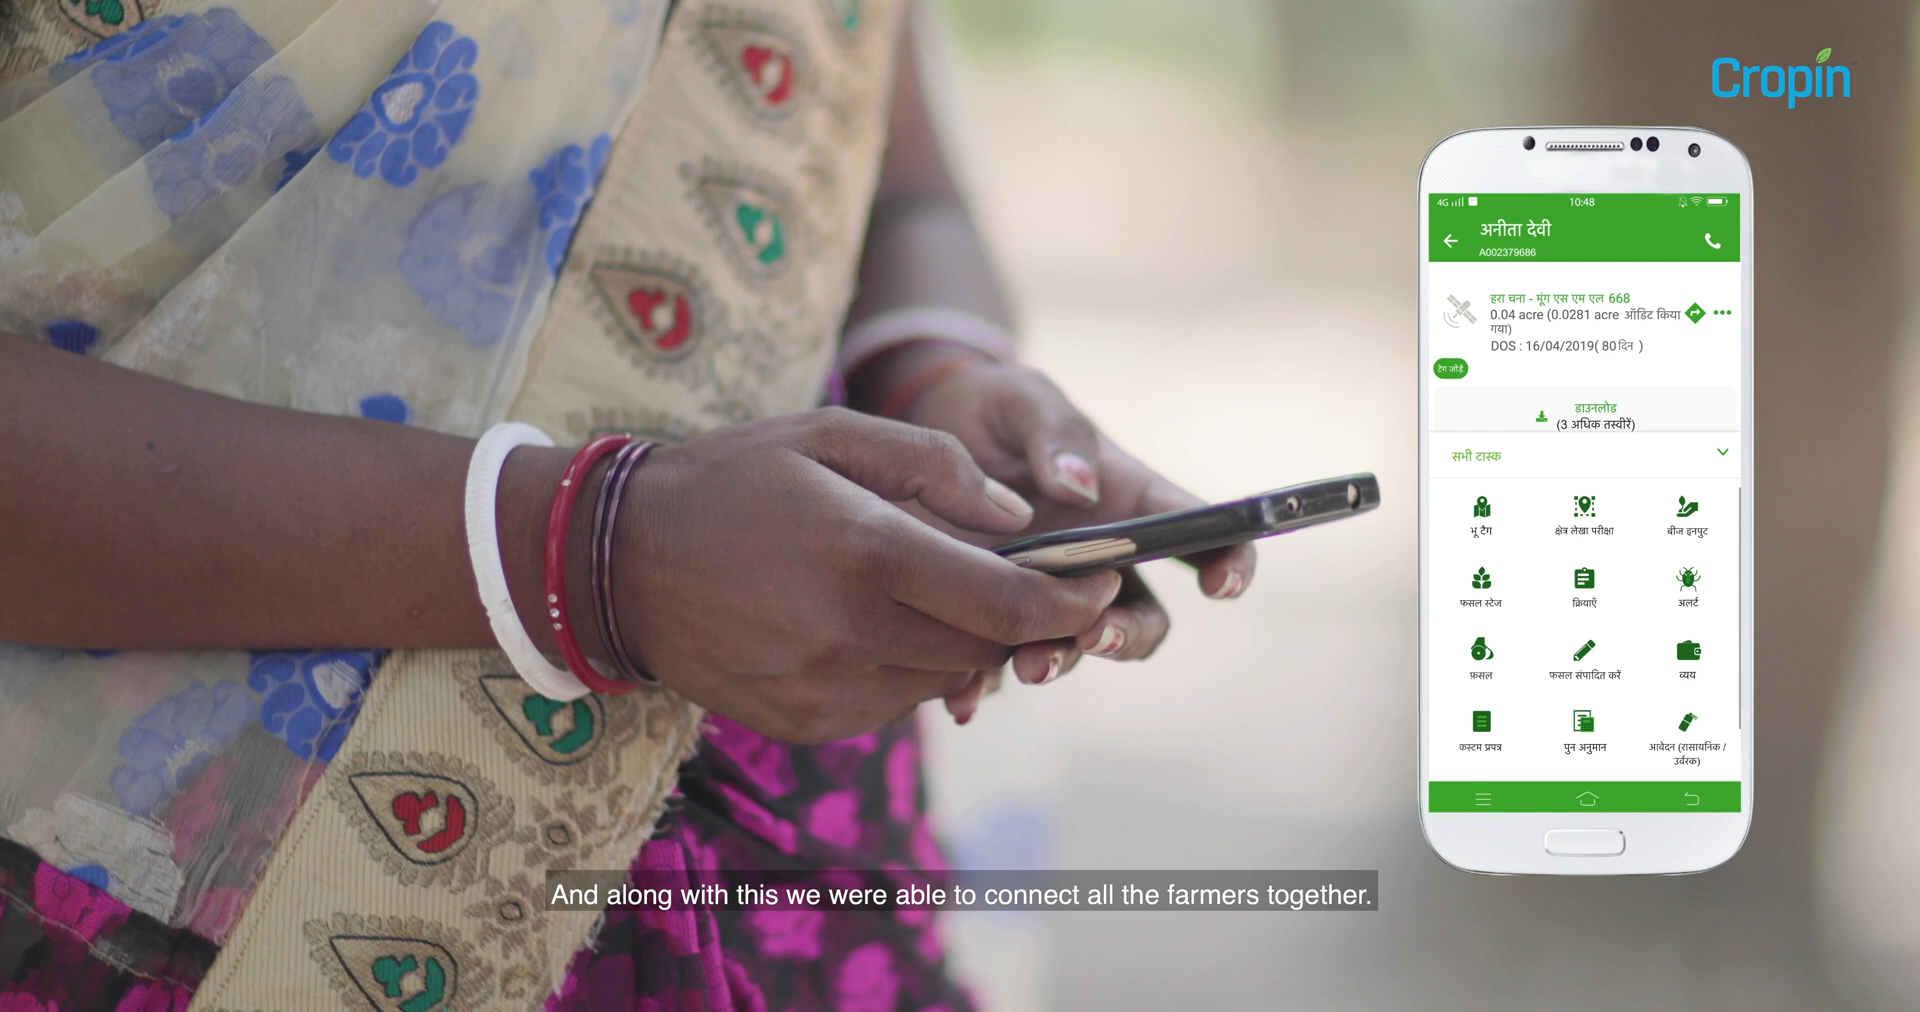 Cropin
4G 10:48
अनीता देवी
A002379686
हरा चना - मूंग एस एम एल 668
0.04 acre (0.0281 acre ऑडिट किया
गया)
DOS : 16/04/2019( 80 दिन )
टैग जोड़ें
डाउनलोड
(3 अधिक तस्वीरें)
सभी टास्क
भू टैग
क्षेत्र लेखा परीक्षा
बीज इनपुट
फसल स्टेज
क्रियाएँ
अलर्ट
फ़सल
फसल संपादित करें
व्यय
कस्टम प्रपत्र
पुन अनुमान
आवेदन (रासायनिक /
उर्वरक)
And along with this we were able to connect all the farmers together.